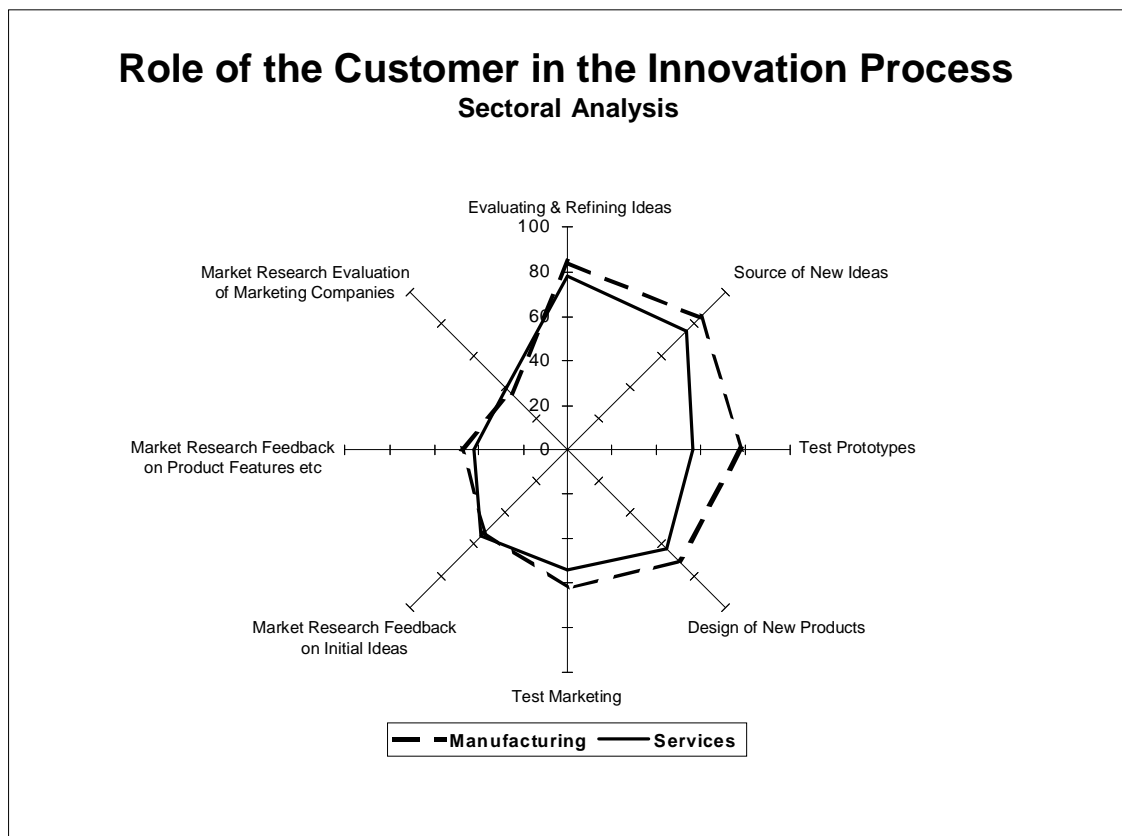 Role of the Customer in the Innovation Process
Sectoral Analysis
Evaluating & Refining Ideas
100
80
60
40
20
0
Market Research Evaluation
of Marketing Companies
Source of New Ideas
Market Research Feedback
on Product Features etc
Test Prototypes
Market Research Feedback
on Initial Ideas
Design of New Products
Test Marketing
Manufacturing
Services